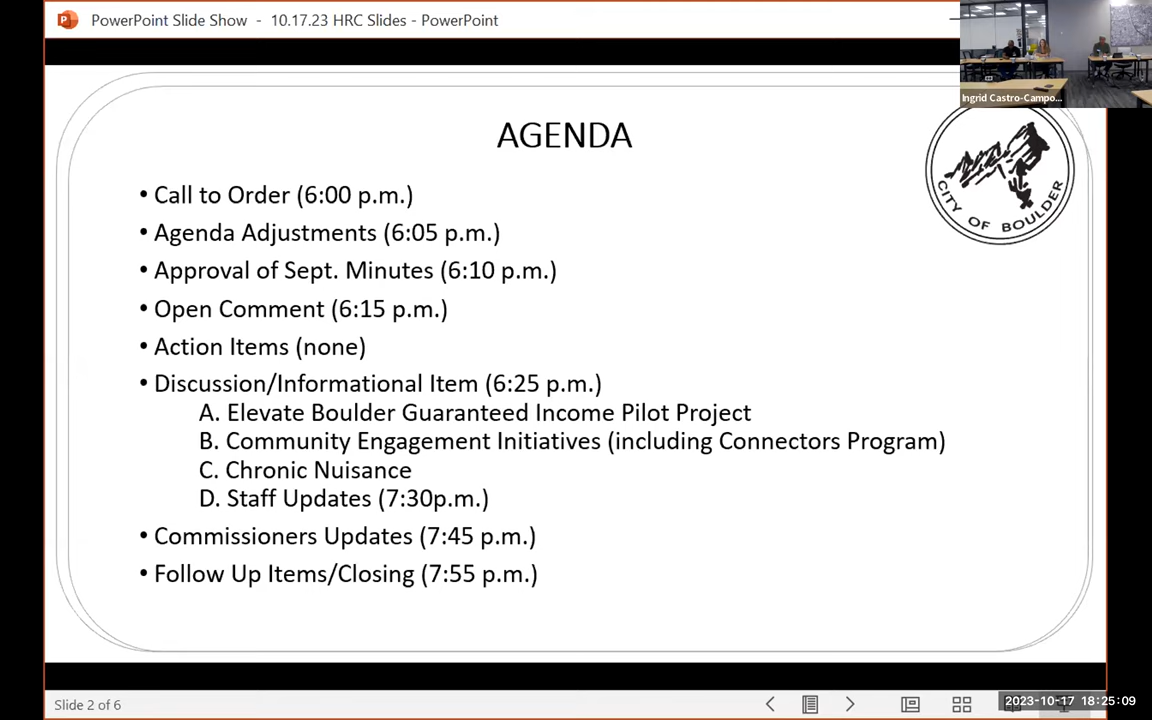 PowerPoint Slide Show - 10.17.23 HRC Slides - PowerPoint
Ingrid Castro-Campo...
AGENDA
CITY OF BOULDER
• Call to Order (6:00 p.m.)
• Agenda Adjustments (6:05 p.m.)
• Approval of Sept. Minutes (6:10 p.m.)
• Open Comment (6:15 p.m.)
• Action Items (none)
• Discussion/Informational Item (6:25 p.m.)
A. Elevate Boulder Guaranteed Income Pilot Project
B. Community Engagement Initiatives (including Connectors Program)
C. Chronic Nuisance
D. Staff Updates (7:30p.m.)
• Commissioners Updates (7:45 p.m.)
• Follow Up Items/Closing (7:55 p.m.)
Slide 2 of 6
2023-10-17 18:25:09